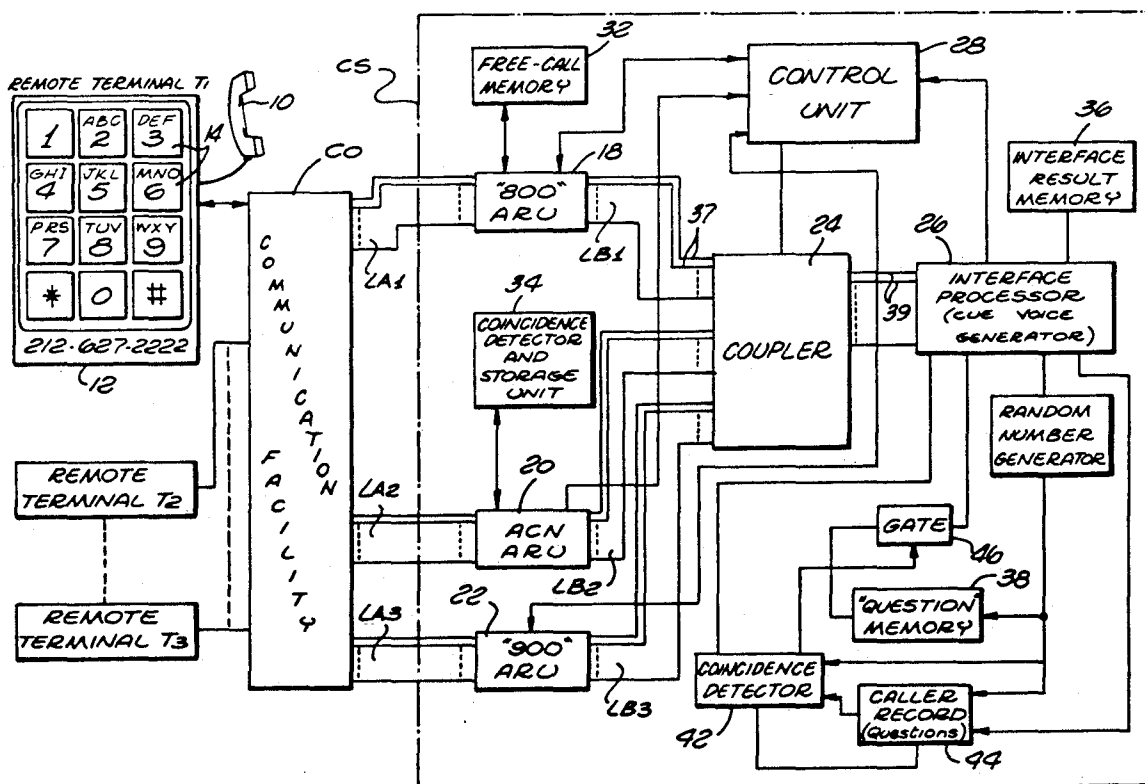 REMOTE TERMINAL T1
10
1
ABC
2
DEF
3
14
GHI
4
JKL
5
MNO
6
PRS
7
TUV
8
WXY
9
*
0
#
212-627-2222
12
REMOTE
TERMINAL T2
REMOTE
TERMINAL T3
CO
COMMUNICATION
FACILITY
CS
32
FREE-CALL
MEMORY
18
"800"
ARU
LA1
LB1
34
COINCIDENCE
DETECTOR
AND
STORAGE
UNIT
20
ACN
ARU
LA2
LB2
22
"900"
ARU
LA3
LB3
28
CONTROL
UNIT
37
24
COUPLER
39
36
INTERFACE
RESULT
MEMORY
26
INTERFACE
PROCESSOR
(CUE VOICE
GENERATOR)
RANDOM
NUMBER
GENERATOR
GATE
46
38
"QUESTION"
MEMORY
COINCIDENCE
DETECTOR
42
CALLER
RECORD
(Questions)
44